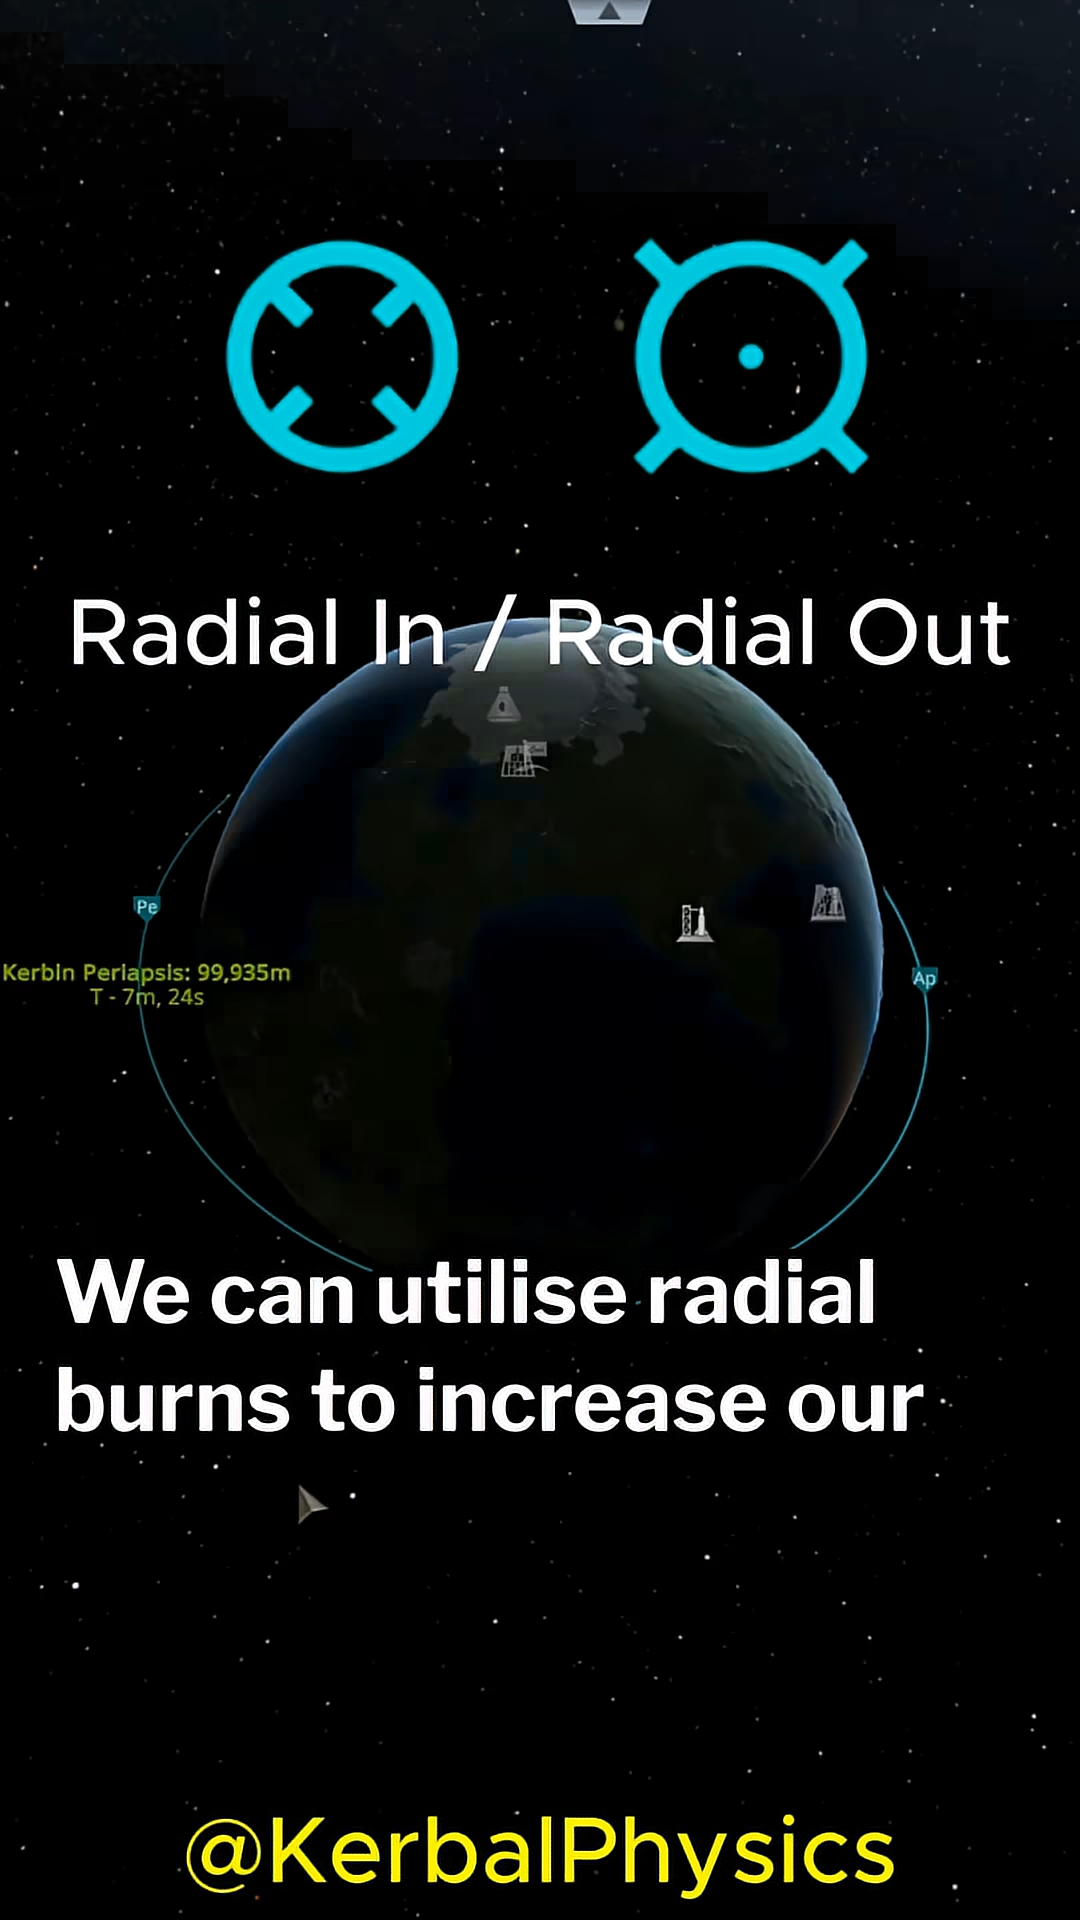 Radial In / Radial Out
Pe
Kerbin Periapsis: 99,935m
T - 7m, 24s
Ap
We can utilise radial
burns to increase our
@KerbalPhysics